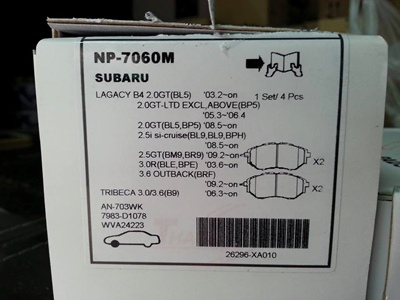 NP-7060M
SUBARU
1 Set/ 4 Pcs
LAGACY B4 2.0GT(BL5) '03.2~on
2.0GT-LTD EXCL,ABOVE(BP5)
'05.3~'06.4
2.0GT(BL5,BP5) '08.5~on
2.5i si-cruise(BL9,BL9,BPH)
'08.5~on
2.5GT(BM9,BR9) '09.2~on
3.0R(BLE,BPE) '03.6~on
3.6 OUTBACK(BRF)
'09.2~on
TRIBECA 3.0/3.6(B9) '06.3~on
X2
X2
AN-703WK
7983-D1078
WVA24223
26296-XA010